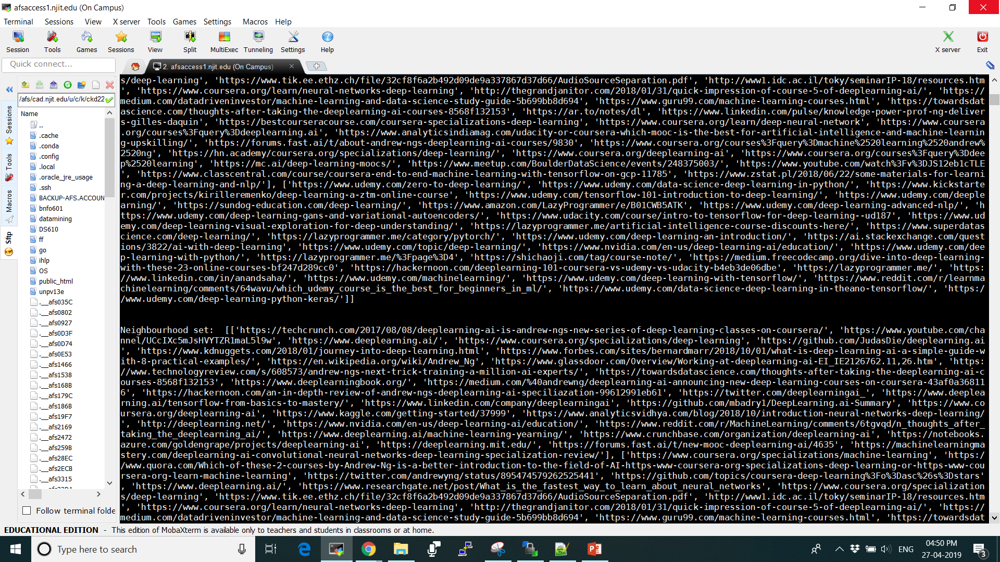 afsaccess1.njit.edu (On Campus)
Terminal Sessions View X server Tools Games Settings Macros Help
Session Tools Games Sessions View Split MultiExec Tunneling Settings Help X server Exit
Quick connect...
2. afsaccess1.njit.edu (On Campus)
/afs/cad.njit.edu/u/c/k/ckd22
Name
..
.cache
.conda
.config
.local
.oracle_jre_usage
.ssh
BACKUP-AFS.ACCOUN
bnfo601
datamining
DS610
ff
go
ihlp
OS
public_html
unpv13e
.__afs035C
.__afs0802
.__afs0927
.__afs0D3F
.__afs0D74
.__afs0E53
.__afs1466
.__afs1538
.__afs168B
.__afs179C
.__afs186B
.__afs19F7
.__afs2169
.__afs2472
.__afs259B
.__afs28EC
.__afs2ECB
.__afs3315
Sessions
Tools
Macros
Sftp
Follow terminal folde
s/deep-learning', 'https://www.tik.ee.ethz.ch/file/32cf8f6a2b492d09de9a337867d37d66/AudioSourceSeparation.pdf', 'http://www1.idc.ac.il/toky/seminarIP-18/resources.htm
', 'https://www.coursera.org/learn/neural-networks-deep-learning', 'http://thegrandjanitor.com/2018/01/31/quick-impression-of-course-5-of-deeplearning-ai/', 'https://
medium.com/datadriveninvestor/machine-learning-and-data-science-study-guide-5b699bb8d694', 'https://www.guru99.com/machine-learning-courses.html', 'https://towardsdat
ascience.com/thoughts-after-taking-the-deeplearning-ai-courses-8568f132153', 'https://ar.to/notes/dl', 'https://www.linkedin.com/pulse/knowledge-power-prof-ng-deliver
s-gilles-daquin', 'https://bestcourseracourse.com/coursera-specializations-deep-learning', 'https://www.coursera.org/learn/deep-neural-network', 'https://www.coursera
.org/courses%3Fquery%3Ddeeplearning.ai', 'https://www.analyticsindiamag.com/udacity-or-coursera-which-mooc-is-the-best-for-artificial-intelligence-and-machine-learnin
g-upskilling/', 'https://forums.fast.ai/t/about-andrew-ngs-deeplearning-ai-courses/9830', 'https://www.coursera.org/courses%3Fquery%3Dmachine%2520learning%2520andrew%
2520ng', 'https://hn.academy/coursera.org/specializations/deep-learning/', 'https://www.coursera.org/deeplearning-ai', 'https://www.coursera.org/courses%3Fquery%3Ddee
p%2520learning', 'https://mc.ai/deep-learning-moocs/', 'https://www.meetup.com/BoulderDataScience/events/248375003/', 'https://www.youtube.com/watch%3Fv%3DJS12eb1cTLE
', 'https://www.classcentral.com/course/coursera-end-to-end-machine-learning-with-tensorflow-on-gcp-11785', 'https://www.zstat.pl/2018/06/22/some-materials-for-learni
ng-a-deep-learning-and-nlp/'], ['https://www.udemy.com/zero-to-deep-learning/', 'https://www.udemy.com/data-science-deep-learning-in-python/', 'https://www.kickstarte
r.com/projects/kirilleremenko/deep-learning-a-ztm-online-course', 'https://www.udemy.com/tensorflow-101-introduction-to-deep-learning/', 'https://www.udemy.com/deeple
arning/', 'https://sundog-education.com/deep-learning/', 'https://www.amazon.com/LazyProgrammer/e/B01CWB5ATK', 'https://www.udemy.com/deep-learning-advanced-nlp/', 'h
ttps://www.udemy.com/deep-learning-gans-and-variational-autoencoders/', 'https://www.udacity.com/course/intro-to-tensorflow-for-deep-learning--ud187', 'https://www.ud
emy.com/deep-learning-visual-exploration-for-deep-understanding/', 'https://lazyprogrammer.me/artificial-intelligence-course-discounts-here/', 'https://www.superdatas
cience.com/deep-learning/', 'https://lazyprogrammer.me/category/pytorch/', 'https://www.udemy.com/deep-learning-an-introduction/', 'https://ai.stackexchange.com/quest
ions/3822/ai-with-deep-learning', 'https://www.udemy.com/topic/deep-learning/', 'https://www.nvidia.com/en-us/deep-learning-ai/education/', 'https://www.udemy.com/dee
p-learning-with-python/', 'https://lazyprogrammer.me/%3Fpage%3D4', 'https://shichaoji.com/tag/course-note/', 'https://medium.freecodecamp.org/dive-into-deep-learning-
with-these-23-online-courses-bf247d289cc0', 'https://hackernoon.com/deeplearning-101-coursera-vs-udemy-vs-udacity-b4eb3de06dbe', 'https://lazyprogrammer.me/', 'https:
//www.linkedin.com/in/anandsaha/', 'https://www.udemy.com/machinelearning/', 'https://www.udemy.com/deep-learning-with-tensorflow/', 'https://www.reddit.com/r/learnma
chinelearning/comments/64wavu/which_udemy_course_is_the_best_for_beginners_in_ml/', 'https://www.udemy.com/data-science-deep-learning-in-theano-tensorflow/', 'https:/
/www.udemy.com/deep-learning-python-keras/']]
Neighbourhood set:  [['https://techcrunch.com/2017/08/08/deeplearning-ai-is-andrew-ngs-new-series-of-deep-learning-classes-on-coursera/', 'https://www.youtube.com/cha
nnel/UCcIXc5mJsHVYTZR1maL5l9w', 'https://www.deeplearning.ai/', 'https://www.coursera.org/specializations/deep-learning', 'https://github.com/JudasDie/deeplearning.ai
', 'https://www.kdnuggets.com/2018/01/journey-into-deep-learning.html', 'https://www.forbes.com/sites/bernardmarr/2018/10/01/what-is-deep-learning-ai-a-simple-guide-w
ith-8-practical-examples/', 'https://en.wikipedia.org/wiki/Andrew_Ng', 'https://www.glassdoor.com/Overview/Working-at-deeplearning-ai-EI_IE2126762.11,26.htm', 'https:
//www.technologyreview.com/s/608573/andrew-ngs-next-trick-training-a-million-ai-experts/', 'https://towardsdatascience.com/thoughts-after-taking-the-deeplearning-ai-c
ourses-8568f132153', 'https://www.deeplearningbook.org/', 'https://medium.com/%40andrewng/deeplearning-ai-announcing-new-deep-learning-courses-on-coursera-43af0a36811
6', 'https://hackernoon.com/an-in-depth-review-of-andrew-ngs-deeplearning-ai-speciliazation-99612991eb61', 'https://twitter.com/deeplearningai_', 'https://www.deeplea
rning.ai/tensorflow-from-basics-to-mastery/', 'https://www.linkedin.com/company/deeplearningai', 'https://github.com/mbadry1/DeepLearning.ai-Summary', 'https://www.co
ursera.org/deeplearning-ai', 'https://www.kaggle.com/getting-started/37999', 'https://www.analyticsvidhya.com/blog/2018/10/introduction-neural-networks-deep-learning/
', 'http://deeplearning.net/', 'https://www.nvidia.com/en-us/deep-learning-ai/education/', 'https://www.reddit.com/r/MachineLearning/comments/6tgvqd/n_thoughts_after_
taking_the_deeplearning_ai/', 'https://www.deeplearning.ai/machine-learning-yearning/', 'https://www.crunchbase.com/organization/deeplearning-ai', 'https://notebooks.
azure.com/goldengrape/projects/deeplearning-ai', 'https://deeplearning.mit.edu/', 'https://forums.fast.ai/t/new-mooc-deeplearning-ai/4635', 'https://machinelearningma
stery.com/deeplearning-ai-convolutional-neural-networks-deep-learning-specialization-review/'], ['https://www.coursera.org/specializations/machine-learning', 'https:/
/www.quora.com/Which-of-these-2-courses-by-Andrew-Ng-is-a-better-introduction-to-the-field-of-AI-https-www-coursera-org-specializations-deep-learning-or-https-www-cou
rsera-org-learn-machine-learning', 'https://twitter.com/andrewyng/status/895474579262525441', 'https://github.com/topics/coursera-deep-learning%3Fo%3Dasc%26s%3Dstars'
, 'https://www.deeplearning.ai/', 'https://www.researchgate.net/post/What_is_the_fastest_way_to_learn_about_neural_networks', 'https://www.coursera.org/specialization
s/deep-learning', 'https://www.tik.ee.ethz.ch/file/32cf8f6a2b492d09de9a337867d37d66/AudioSourceSeparation.pdf', 'http://www1.idc.ac.il/toky/seminarIP-18/resources.htm
', 'https://www.coursera.org/learn/neural-networks-deep-learning', 'http://thegrandjanitor.com/2018/01/31/quick-impression-of-course-5-of-deeplearning-ai/', 'https://
medium.com/datadriveninvestor/machine-learning-and-data-science-study-guide-5b699bb8d694', 'https://www.guru99.com/machine-learning-courses.html', 'https://towardsdat
EDUCATIONAL EDITION - This edition of MobaXterm is available only to teachers and students in classrooms or at home.
Type here to search
ENG
04:50 PM
27-04-2019
3